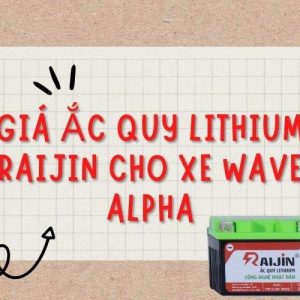 GIÁ ẮC QUY LITHIUM
RAIJIN CHO XE WAVE
ALPHA
RAIJIN
ẮC QUY LITHIUM
CÔNG NGHỆ NHẬT BẢN